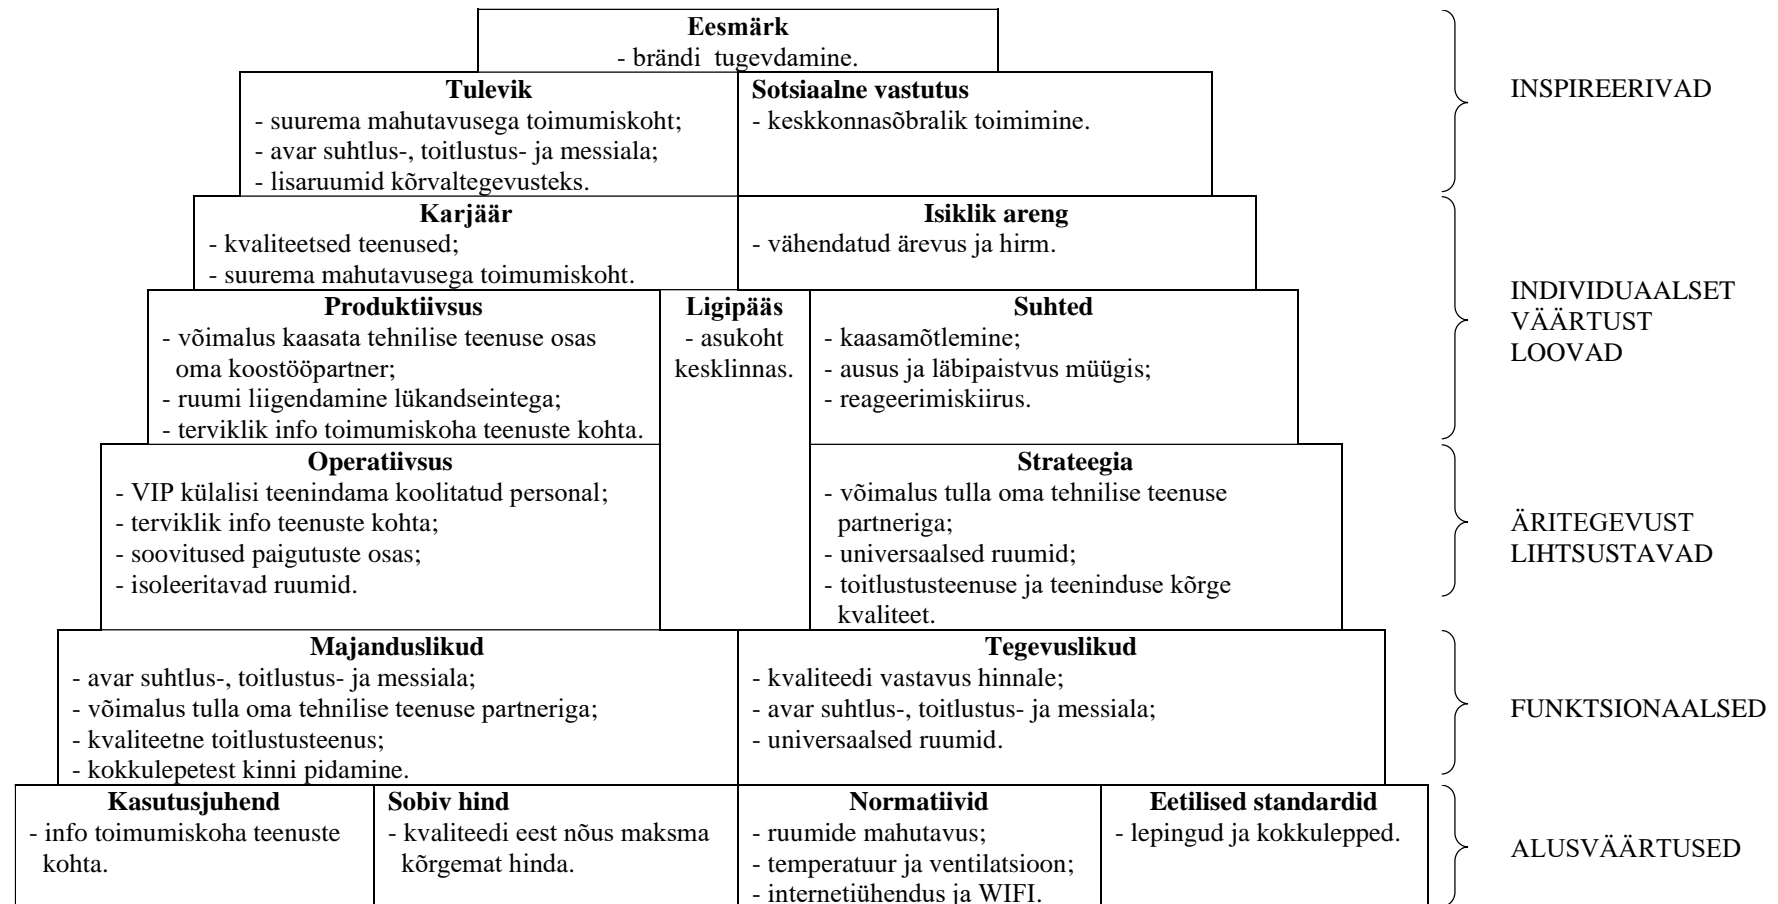 Eesmärk
- brändi  tugevdamine.
Tulevik
- suurema mahutavusega toimumiskoht;
- avar suhtlus-, toitlustus- ja messiala;
- lisaruumid kõrvaltegevusteks.
Sotsiaalne vastutus
- keskkonnasõbralik toimimine.
INSPIREERIVAD
Karjäär
- kvaliteetsed teenused;
- suurema mahutavusega toimumiskoht.
Isiklik areng
- vähendatud ärevus ja hirm.
Produktiivsus
- võimalus kaasata tehnilise teenuse osas
oma koostööpartner;
- ruumi liigendamine lükandseintega;
- terviklik info toimumiskoha teenuste kohta.
Ligipääs
- asukoht
kesklinnas.
Suhted
- kaasamõtlemine;
- ausus ja läbipaistvus müügis;
- reageerimiskiirus.
INDIVIDUAALSET
VÄÄRTUST
LOOVAD
Operatiivsus
- VIP külalisi teenindama koolitatud personal;
- terviklik info teenuste kohta;
- soovitused paigutuste osas;
- isoleeritavad ruumid.
Strateegia
- võimalus tulla oma tehnilise teenuse
partneriga;
- universaalsed ruumid;
- toitlustusteenuse ja teeninduse kõrge
kvaliteet.
ÄRITEGEVUST
LIHTSUSTAVAD
Majanduslikud
- avar suhtlus-, toitlustus- ja messiala;
- võimalus tulla oma tehnilise teenuse partneriga;
- kvaliteetne toitlustusteenus;
- kokkulepetest kinni pidamine.
Tegevuslikud
- kvaliteedi vastavus hinnale;
- avar suhtlus-, toitlustus- ja messiala;
- universaalsed ruumid.
FUNKTSIONAALSED
Kasutusjuhend
- info toimumiskoha teenuste
kohta.
Sobiv hind
- kvaliteedi eest nõus maksma
kõrgemat hinda.
Normatiivid
- ruumide mahutavus;
- temperatuur ja ventilatsioon;
- internetiühendus ja WIFI.
Eetilised standardid
- lepingud ja kokkulepped.
ALUSVÄÄRTUSED